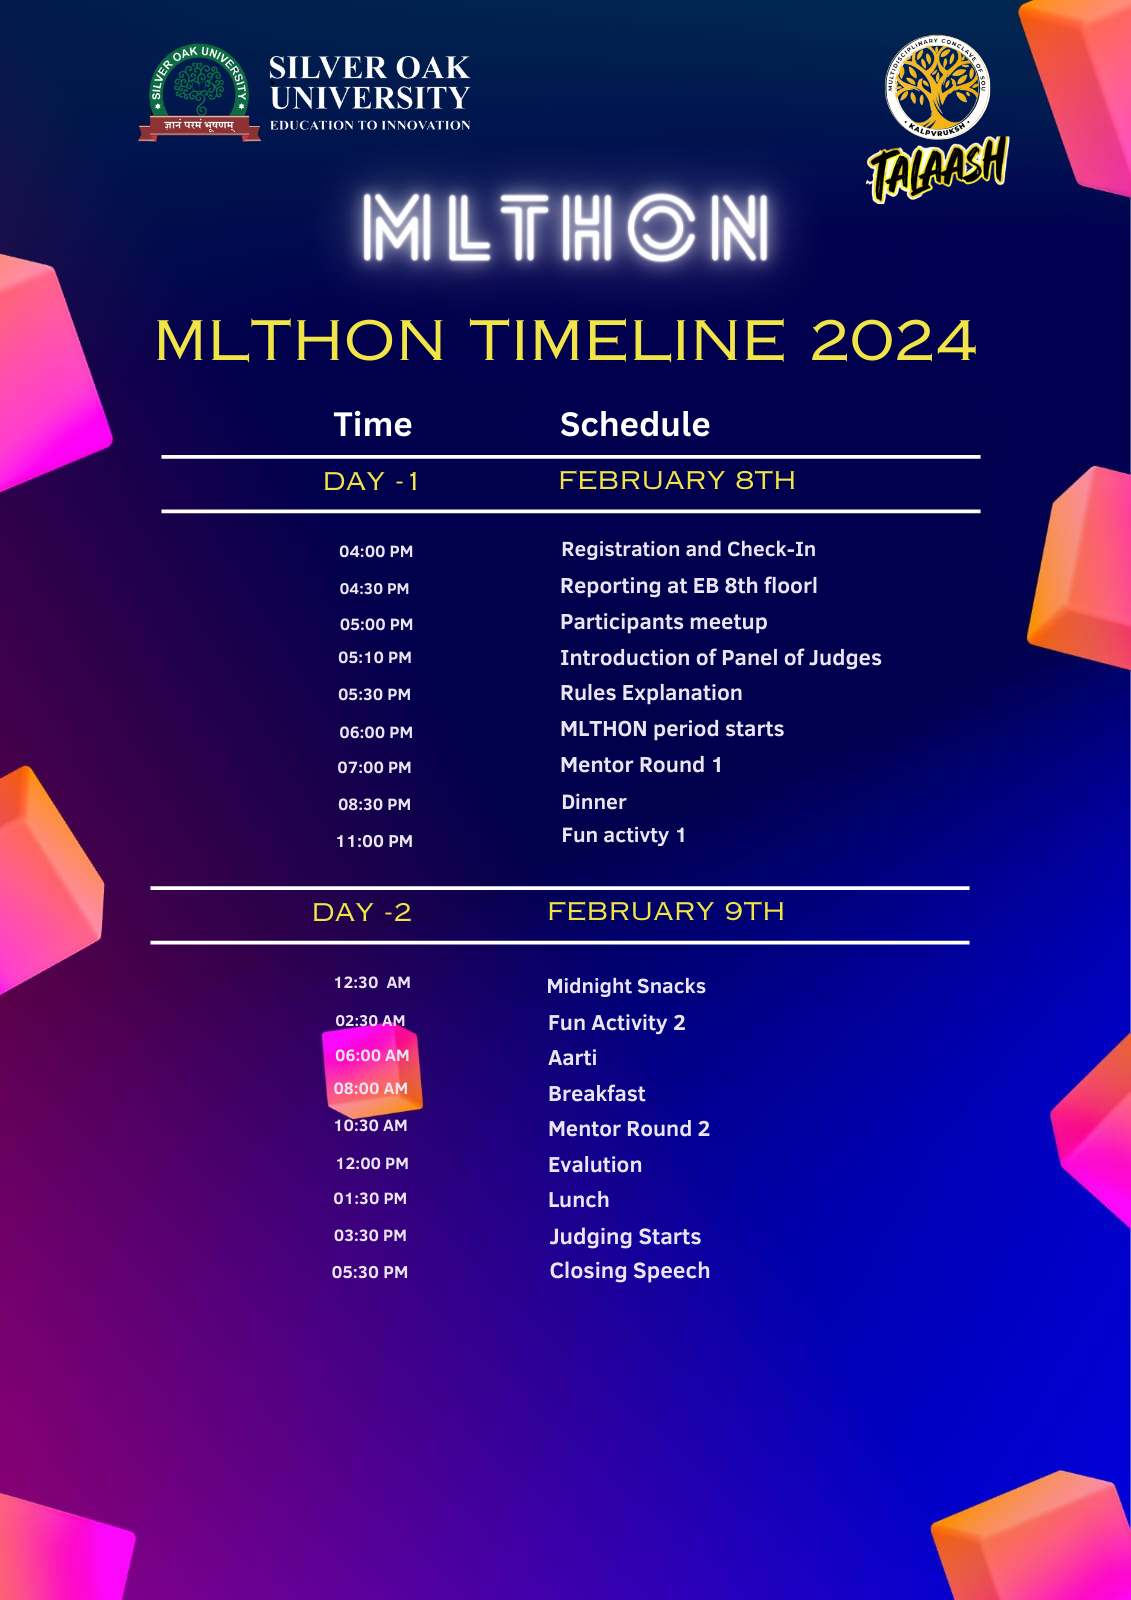 SILVER OAK UNIVERSITY
ज्ञानं परमं भूषणम्
SILVER OAK
UNIVERSITY
EDUCATION TO INNOVATION
MULTIDISCIPLINARY CONCLAVE OF SOU
KALPVRUKSH
TALAASH
MLTHON
MLTHON TIMELINE 2024
Time Schedule
DAY -1 FEBRUARY 8TH
04:00 PM Registration and Check-In
04:30 PM Reporting at EB 8th floorl
05:00 PM Participants meetup
05:10 PM Introduction of Panel of Judges
05:30 PM Rules Explanation
06:00 PM MLTHON period starts
07:00 PM Mentor Round 1
08:30 PM Dinner
11:00 PM Fun activty 1
DAY -2 FEBRUARY 9TH
12:30 AM Midnight Snacks
02:30 AM Fun Activity 2
06:00 AM Aarti
08:00 AM Breakfast
10:30 AM Mentor Round 2
12:00 PM Evalution
01:30 PM Lunch
03:30 PM Judging Starts
05:30 PM Closing Speech